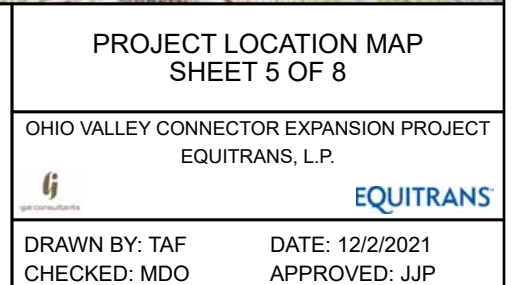 PROJECT LOCATION MAP
SHEET 5 OF 8
OHIO VALLEY CONNECTOR EXPANSION PROJECT
EQUITRANS, L.P.
gai consultants
EQUITRANS
DRAWN BY: TAF DATE: 12/2/2021
CHECKED: MDO APPROVED: JJP